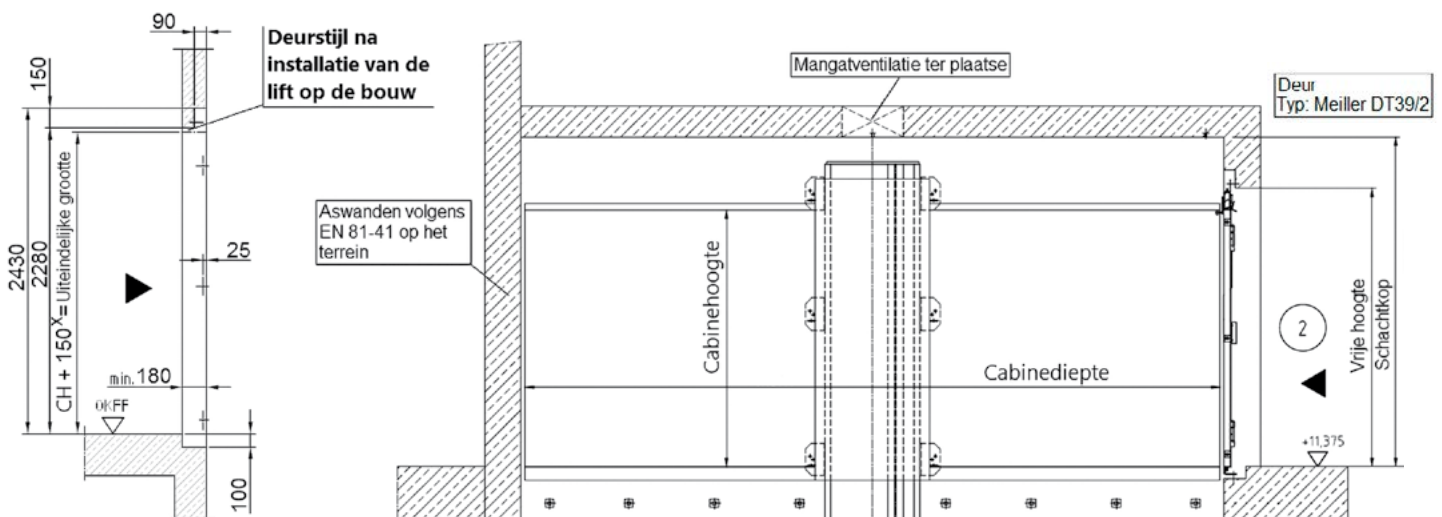 90
Deurstijl na
installatie van de
lift op de bouw
150
2430
2280
CH + 150X= Uiteindelijke grootte
25
min. 180
OKFF
100
Mangatventilatie ter plaatse
Deur
Typ: Meiller DT39/2
Aswanden volgens
EN 81-41 op het
terrein
Cabinehoogte
Cabinediepte
2
Vrije hoogte
Schachtkop
+11,375